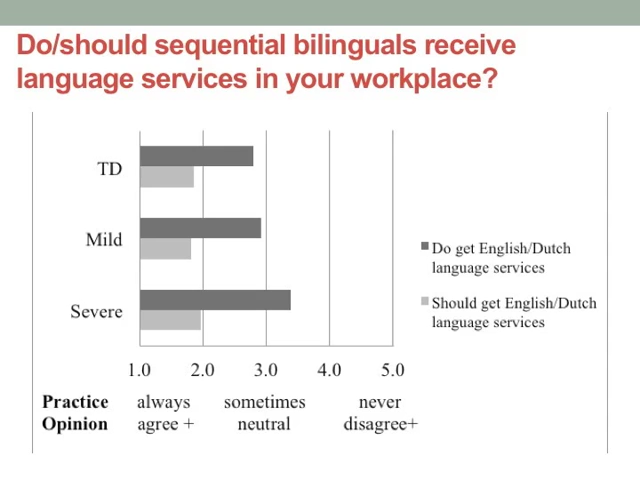 Do/should sequential bilinguals receive
language services in your workplace?
TD
Mild
Severe
Do get English/Dutch
language services
Should get English/Dutch
language services
1.0 2.0 3.0 4.0 5.0
Practice always sometimes never
Opinion agree + neutral disagree+